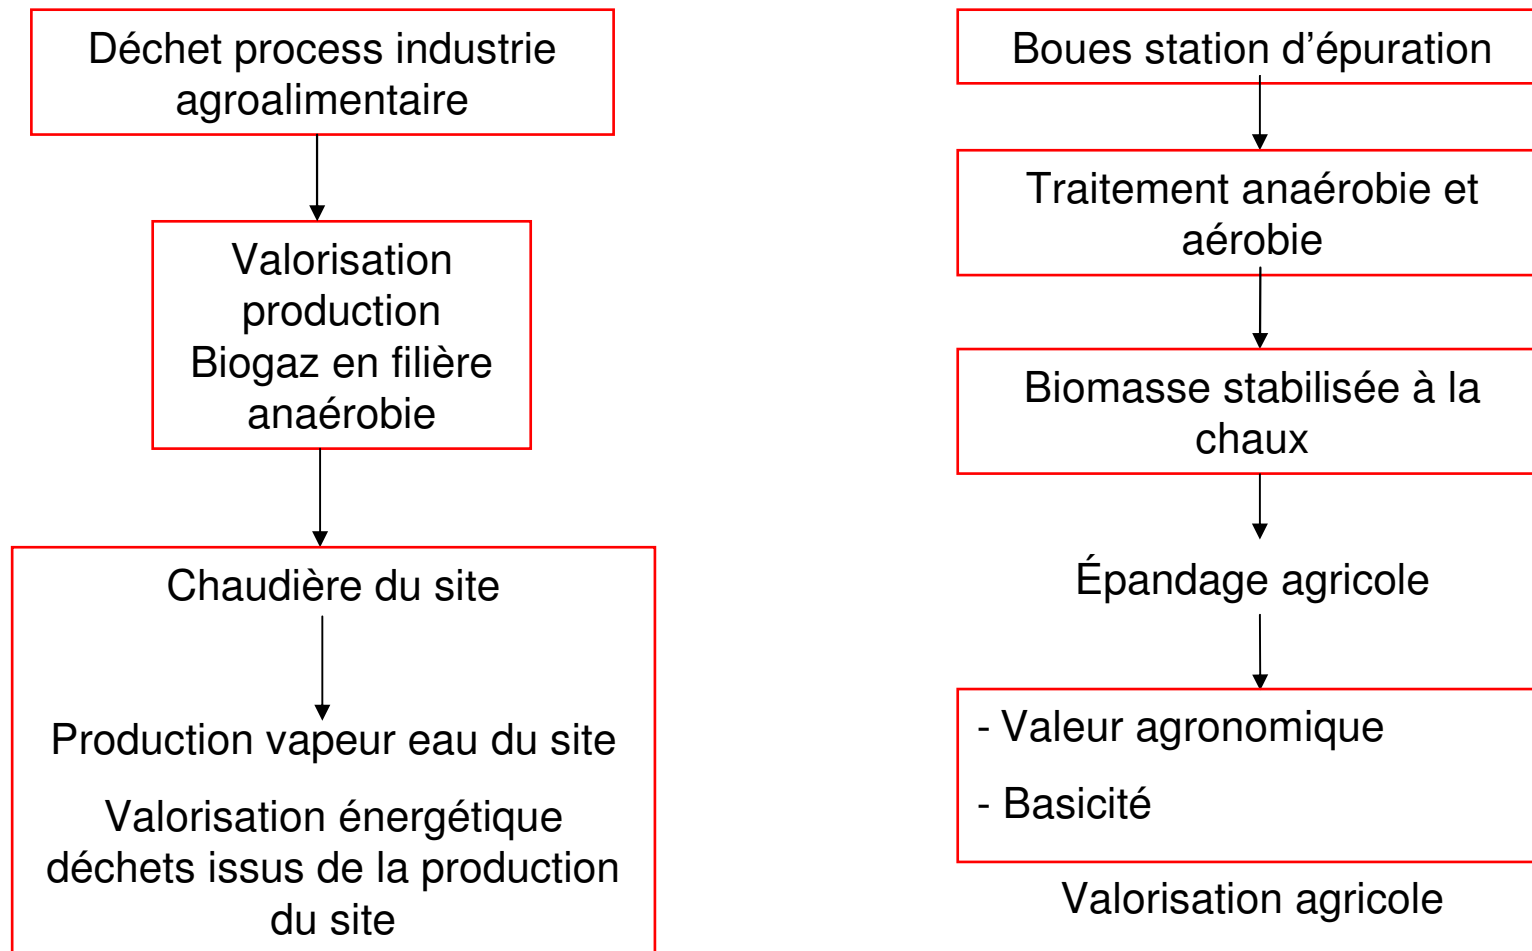 Déchet process industrie
agroalimentaire
Valorisation
production
Biogaz en filière
anaérobie
Chaudière du site
Production vapeur eau du site
Valorisation énergétique
déchets issus de la production
du site
Boues station d’épuration
Traitement anaérobie et
aérobie
Biomasse stabilisée à la
chaux
Épandage agricole
- Valeur agronomique
- Basicité
Valorisation agricole